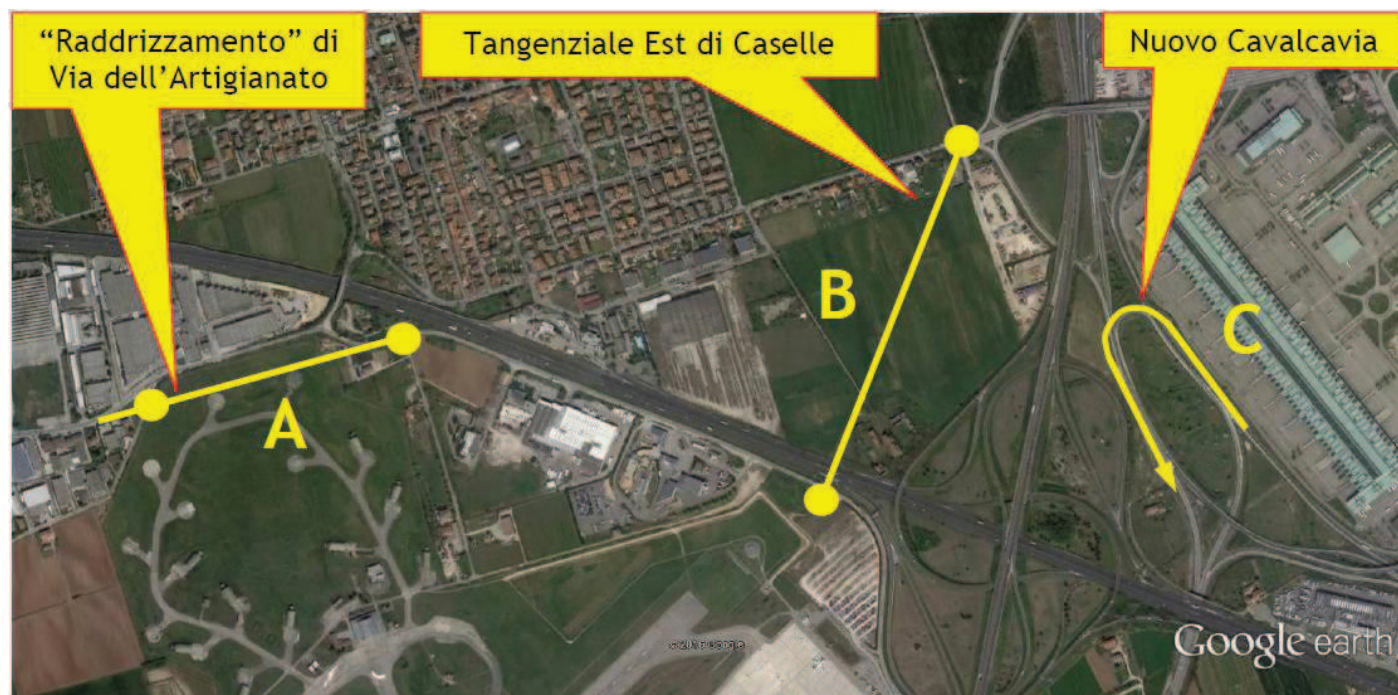 “Raddrizzamento” di
Via dell’Artigianato
Tangenziale Est di Caselle
Nuovo Cavalcavia
A
B
C
Google earth